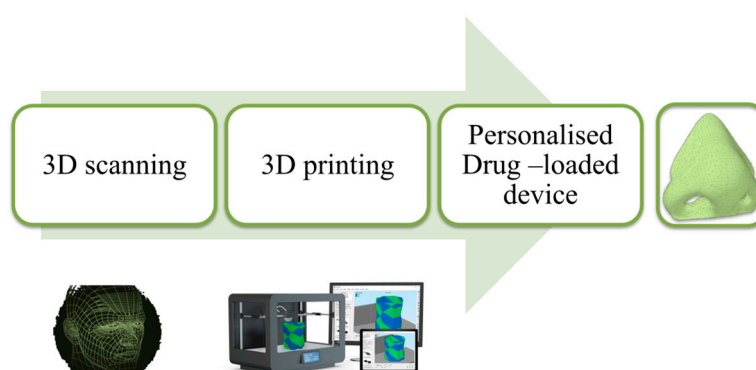 3D scanning
3D printing
Personalised
Drug –loaded
device